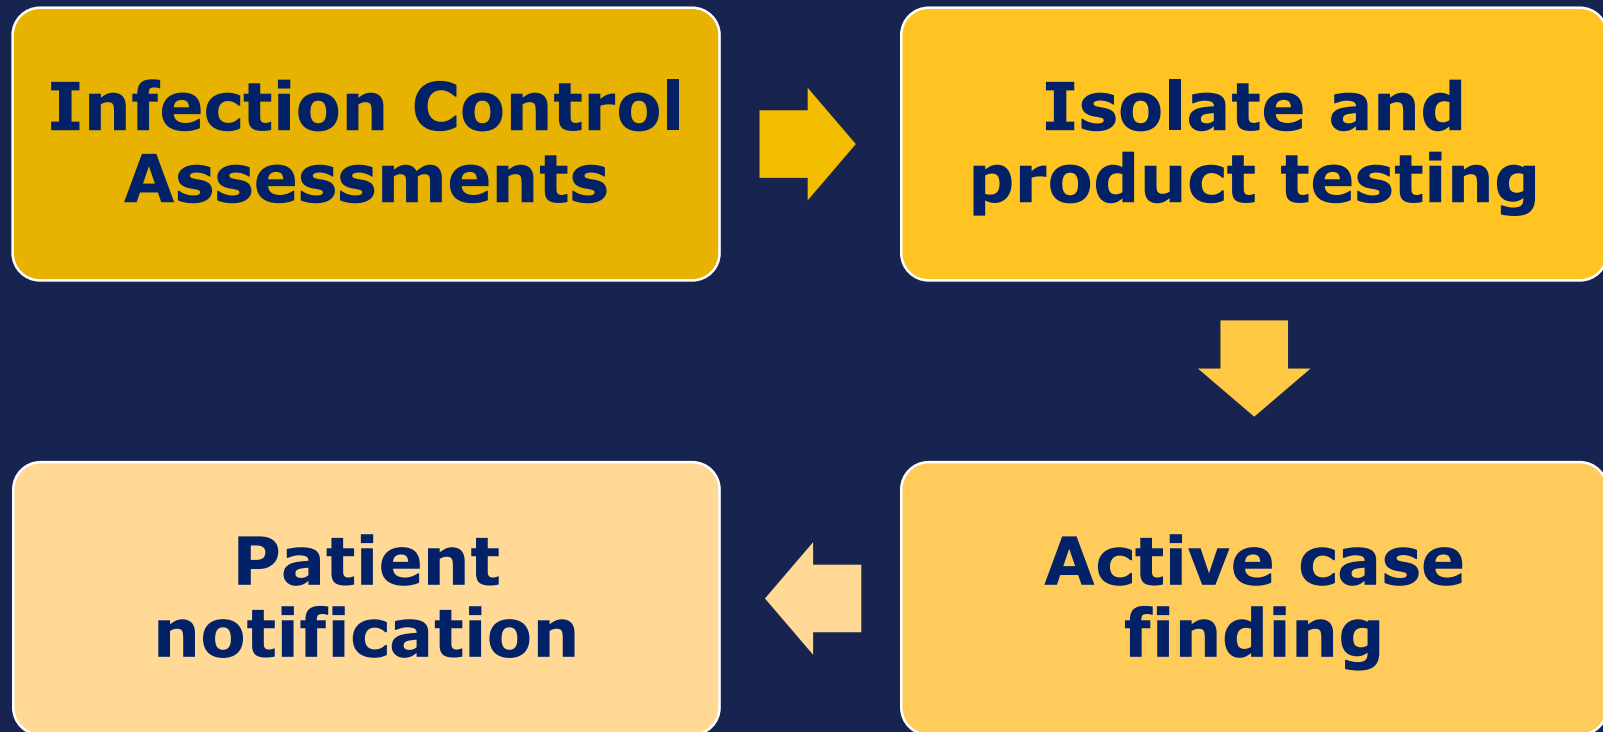 Infection Control
Assessments
Isolate and
product testing
Active case
finding
Patient
notification